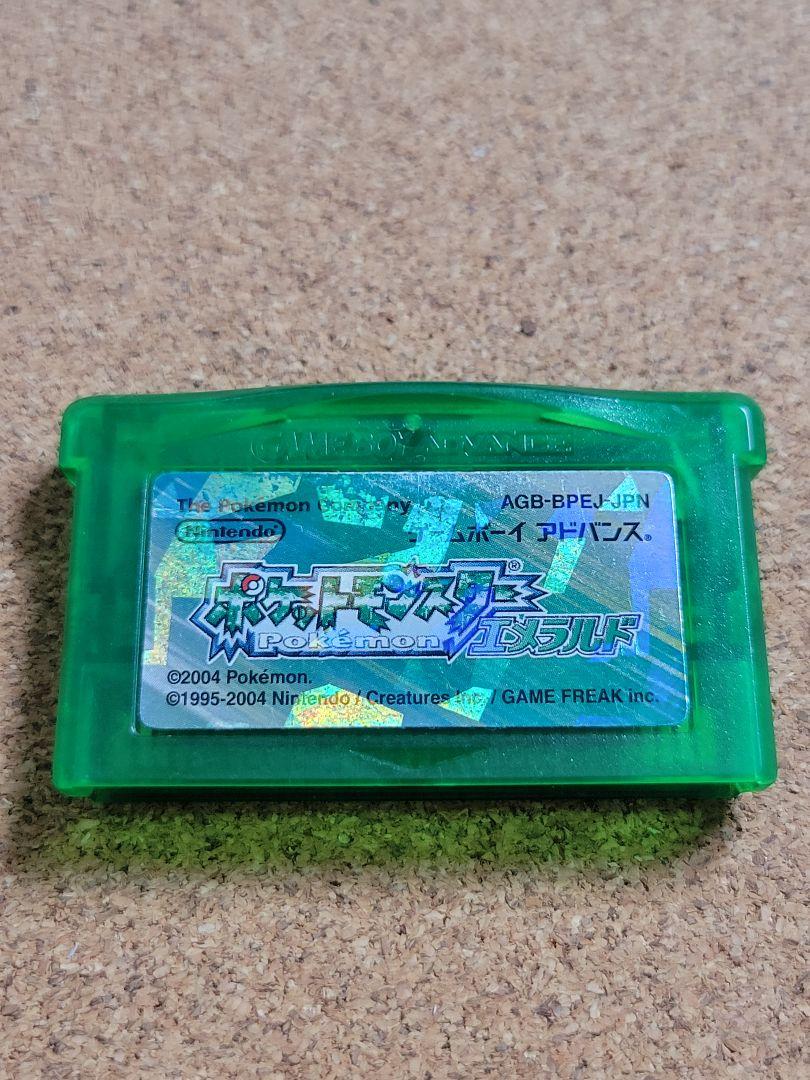 GAME BOY ADVANCE
The Pokémon Company
AGB-BPEJ-JPN
Nintendo®
ゲームボーイ アドバンス®
ポケットモンスター®
Pokémon
エメラルド
©2004 Pokémon.
©1995-2004 Nintendo / Creatures Inc. / GAME FREAK inc.